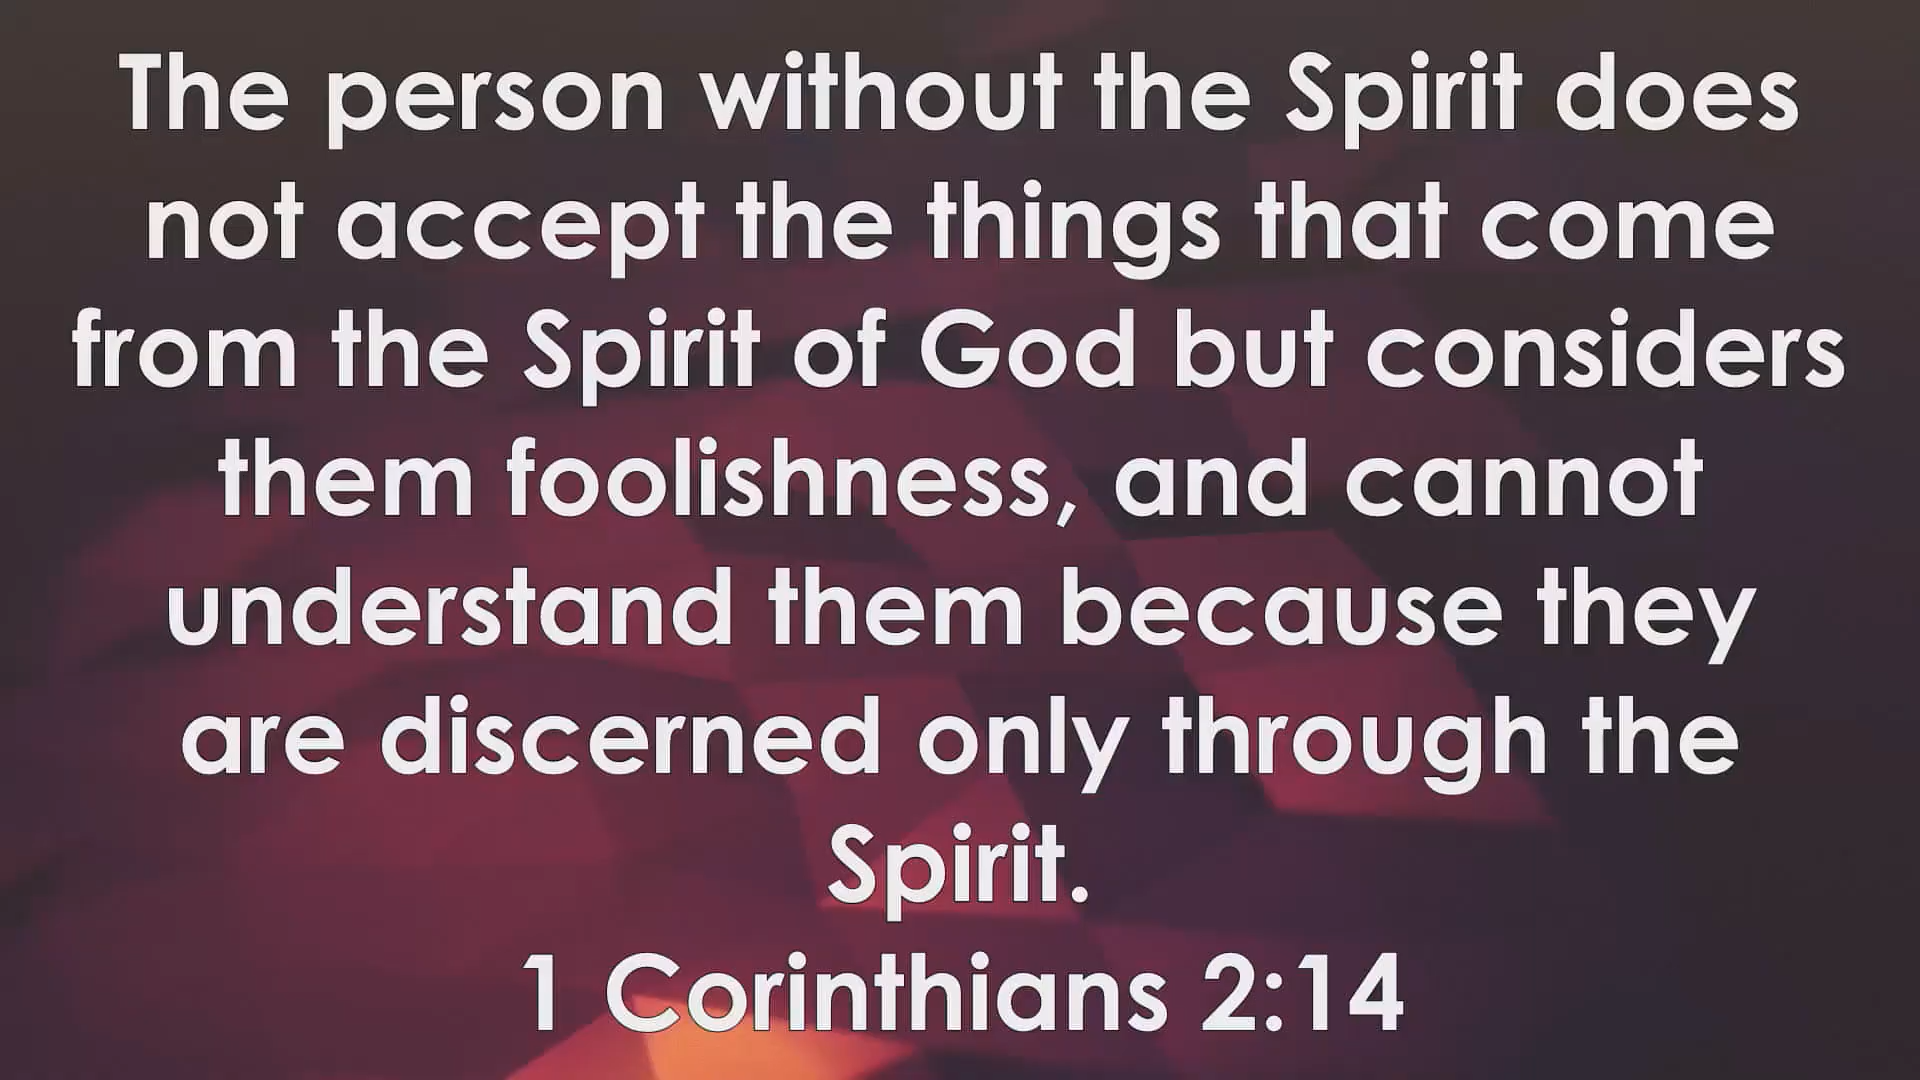 The person without the Spirit does
not accept the things that come
from the Spirit of God but considers
them foolishness, and cannot
understand them because they
are discerned only through the
Spirit.
1 Corinthians 2:14